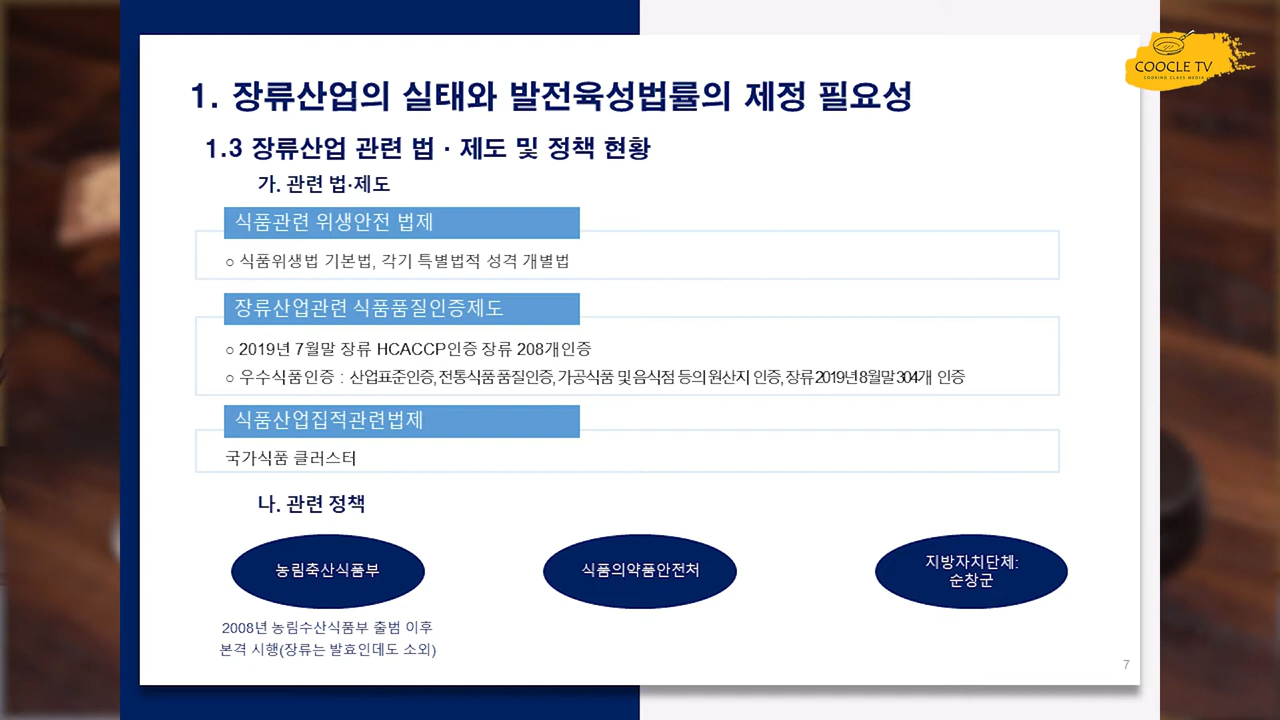 COOCLE TV
COOKING CLASS MEDIA
1. 장류산업의 실태와 발전육성법률의 제정 필요성
1.3 장류산업 관련 법 · 제도 및 정책 현황
가. 관련 법·제도
식품관련 위생안전 법제
○ 식품위생법 기본법, 각기 특별법적 성격 개별법
장류산업관련 식품품질인증제도
○ 2019년 7월말 장류 HCACCP인증 장류 208개인증
○ 우수식품인증 : 산업표준인증, 전통식품 품질인증, 가공식품 및 음식점 등의 원산지 인증, 장류 2019년 8월말 304개 인증
식품산업집적관련법제
국가식품 클러스터
나. 관련 정책
농림축산식품부
식품의약품안전처
지방자치단체:
순창군
2008년 농림수산식품부 출범 이후
본격 시행(장류는 발효인데도 소외)
7